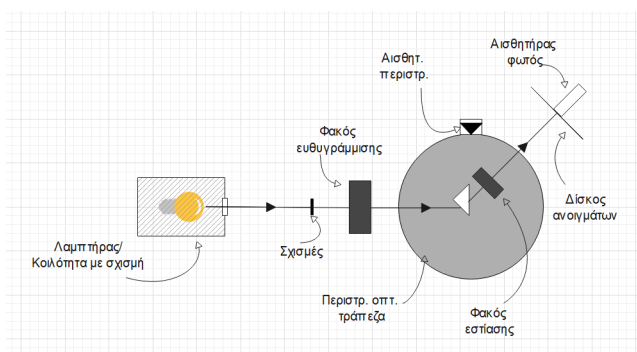 Αισθητήρας
φωτός
Αισθητ.
περιστρ.
Φακός
ευθυγράμμισης
Δίσκος
ανοιγμάτων
Λαμπτήρας/
Κοιλότητα με σχισμή
Σχισμές
Περιστρ. οπτ.
τράπεζα
Φακός
εστίασης